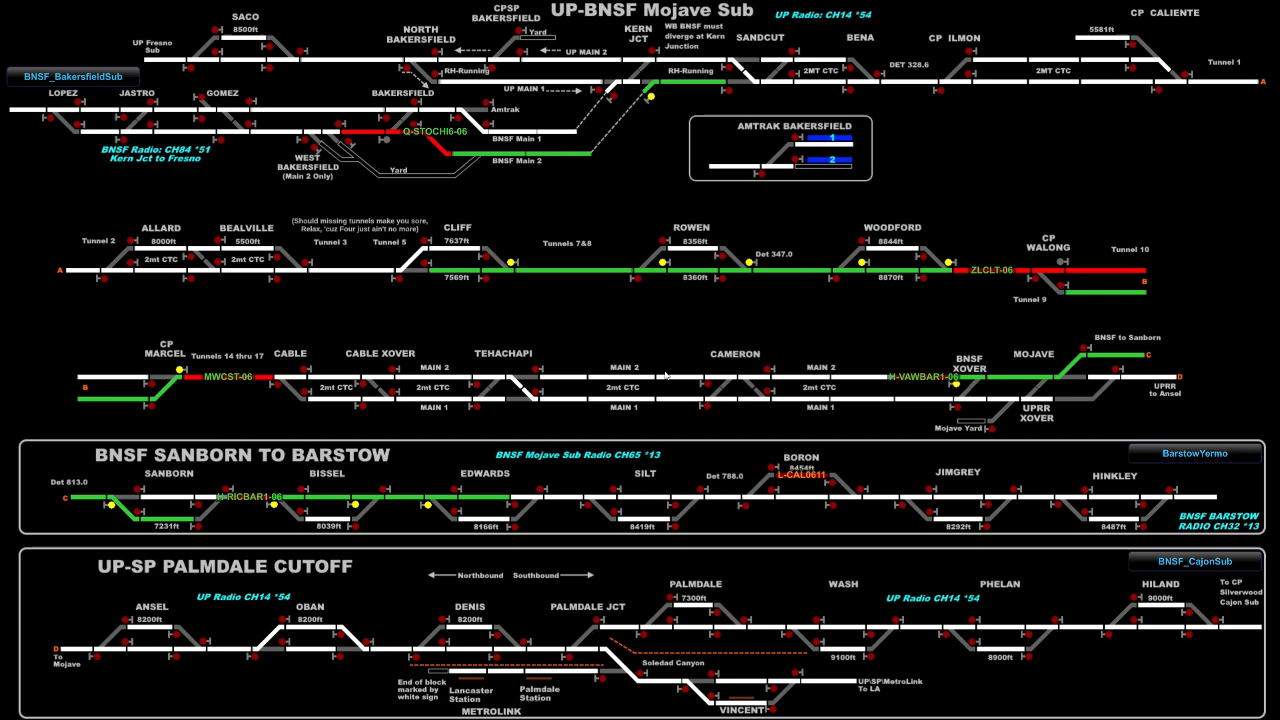 UP-BNSF Mojave Sub
UP Radio: CH14 *54
SACO
8500ft
UP Fresno
Sub
NORTH
BAKERSFIELD
CPSP
BAKERSFIELD
Yard
UP MAIN 2
RH-Running
UP MAIN 1
KERN
JCT
WB BNSF must
diverge at Kern
Junction
RH-Running
SANDCUT
2MT CTC
BENA
DET 328.6
CP ILMON
2MT CTC
CP CALIENTE
5581ft
Tunnel 1
A
BNSF_BakersfieldSub
LOPEZ
JASTRO
GOMEZ
BAKERSFIELD
Amtrak
Q-STOCHI6-06
BNSF Main 1
BNSF Main 2
BNSF Radio: CH84 *51
Kern Jct to Fresno
WEST
BAKERSFIELD
(Main 2 Only)
Yard
AMTRAK BAKERSFIELD
1
2
ALLARD
8000ft
2mt CTC
BEALVILLE
5500ft
2mt CTC
(Should missing tunnels make you sore,
Relax, 'cuz Four just ain't no more)
Tunnel 2
Tunnel 3
Tunnel 5
CLIFF
7637ft
7569ft
Tunnels 7&8
ROWEN
8356ft
8360ft
Det 347.0
WOODFORD
8844ft
8870ft
ZLCLT-06
CP
WALONG
Tunnel 10
Tunnel 9
A
B
CP
MARCEL
Tunnels 14 thru 17
MWCST-06
B
CABLE
2mt CTC
CABLE XOVER
2mt CTC
TEHACHAPI
MAIN 2
MAIN 1
MAIN 2
2mt CTC
MAIN 1
CAMERON
MAIN 2
2mt CTC
MAIN 1
H-VAWBAR1-06
BNSF
XOVER
MOJAVE
BNSF to Sanborn
C
D
UPRR
to Ansel
UPRR
XOVER
Mojave Yard
BNSF SANBORN TO BARSTOW
BNSF Mojave Sub Radio CH65 *13
BarstowYermo
Det 813.0
C
SANBORN
7231ft
H-RICBAR1-06
BISSEL
8039ft
EDWARDS
8166ft
SILT
8419ft
Det 788.0
BORON
8454ft
L-CAL0611
JIMGREY
8292ft
HINKLEY
8487ft
BNSF BARSTOW
RADIO CH32 *13
UP-SP PALMDALE CUTOFF
Northbound
Southbound
BNSF_CajonSub
UP Radio CH14 *54
ANSEL
8200ft
OBAN
8200ft
DENIS
8200ft
PALMDALE JCT
PALMDALE
7300ft
WASH
9100ft
UP Radio CH14 *54
PHELAN
8900ft
HILAND
9000ft
To CP
Silverwood
Cajon Sub
D
To
Mojave
End of block
marked by
white sign
Lancaster
Station
Palmdale
Station
METROLINK
Soledad Canyon
VINCENT
UP\SP\MetroLink
To LA